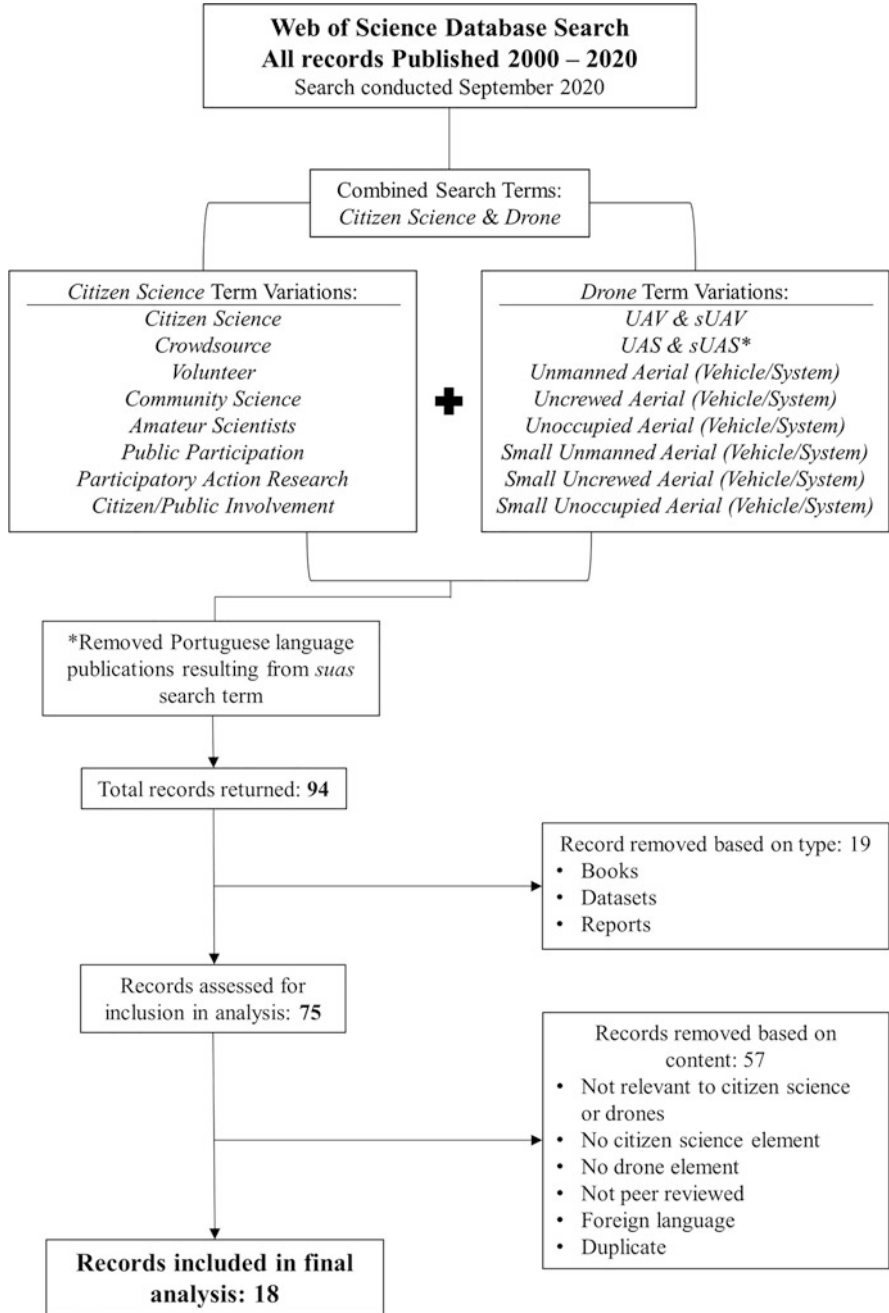 Web of Science Database Search
All records Published 2000 – 2020
Search conducted September 2020
Combined Search Terms:
Citizen Science & Drone
Citizen Science Term Variations:
Citizen Science
Crowdsource
Volunteer
Community Science
Amateur Scientists
Public Participation
Participatory Action Research
Citizen/Public Involvement
Drone Term Variations:
UAV & sUAV
UAS & sUAS*
Unmanned Aerial (Vehicle/System)
Uncrewed Aerial (Vehicle/System)
Unoccupied Aerial (Vehicle/System)
Small Unmanned Aerial (Vehicle/System)
Small Uncrewed Aerial (Vehicle/System)
Small Unoccupied Aerial (Vehicle/System)
*Removed Portuguese language
publications resulting from suas
search term
Total records returned: 94
Record removed based on type: 19
• Books
• Datasets
• Reports
Records assessed for
inclusion in analysis: 75
Records removed based on
content: 57
• Not relevant to citizen science
or drones
• No citizen science element
• No drone element
• Not peer reviewed
• Foreign language
• Duplicate
Records included in final
analysis: 18